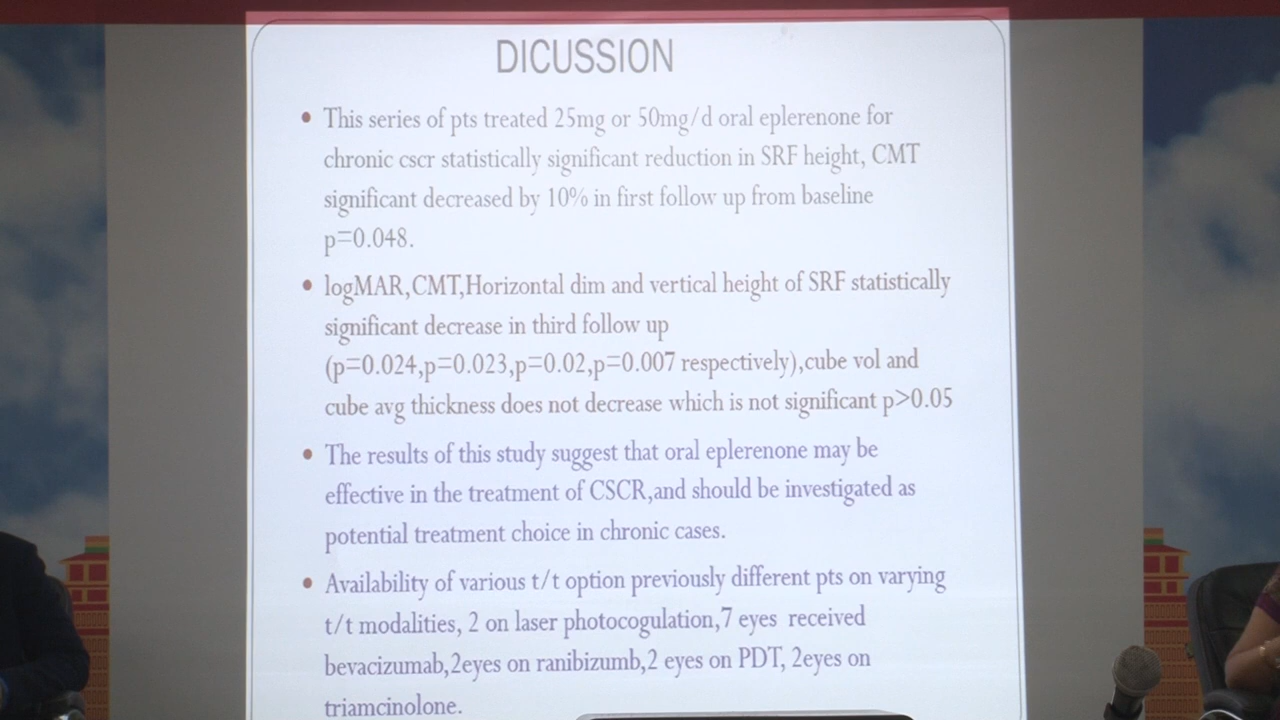 DICUSSION
• This series of pts treated 25mg or 50mg/d oral eplerenone for
chronic cscr statistically significant reduction in SRF height, CMT
significant decreased by 10% in first follow up from baseline
p=0.048.
• logMAR,CMT,Horizontal dim and vertical height of SRF statistically
significant decrease in third follow up
(p=0.024,p=0.023,p=0.02,p=0.007 respectively),cube vol and
cube avg thickness does not decrease which is not significant p>0.05
• The results of this study suggest that oral eplerenone may be
effective in the treatment of CSCR,and should be investigated as
potential treatment choice in chronic cases.
• Availability of various t/t option previously different pts on varying
t/t modalities, 2 on laser photocogulation,7 eyes received
bevacizumab,2eyes on ranibizumb,2 eyes on PDT, 2eyes on
triamcinolone.